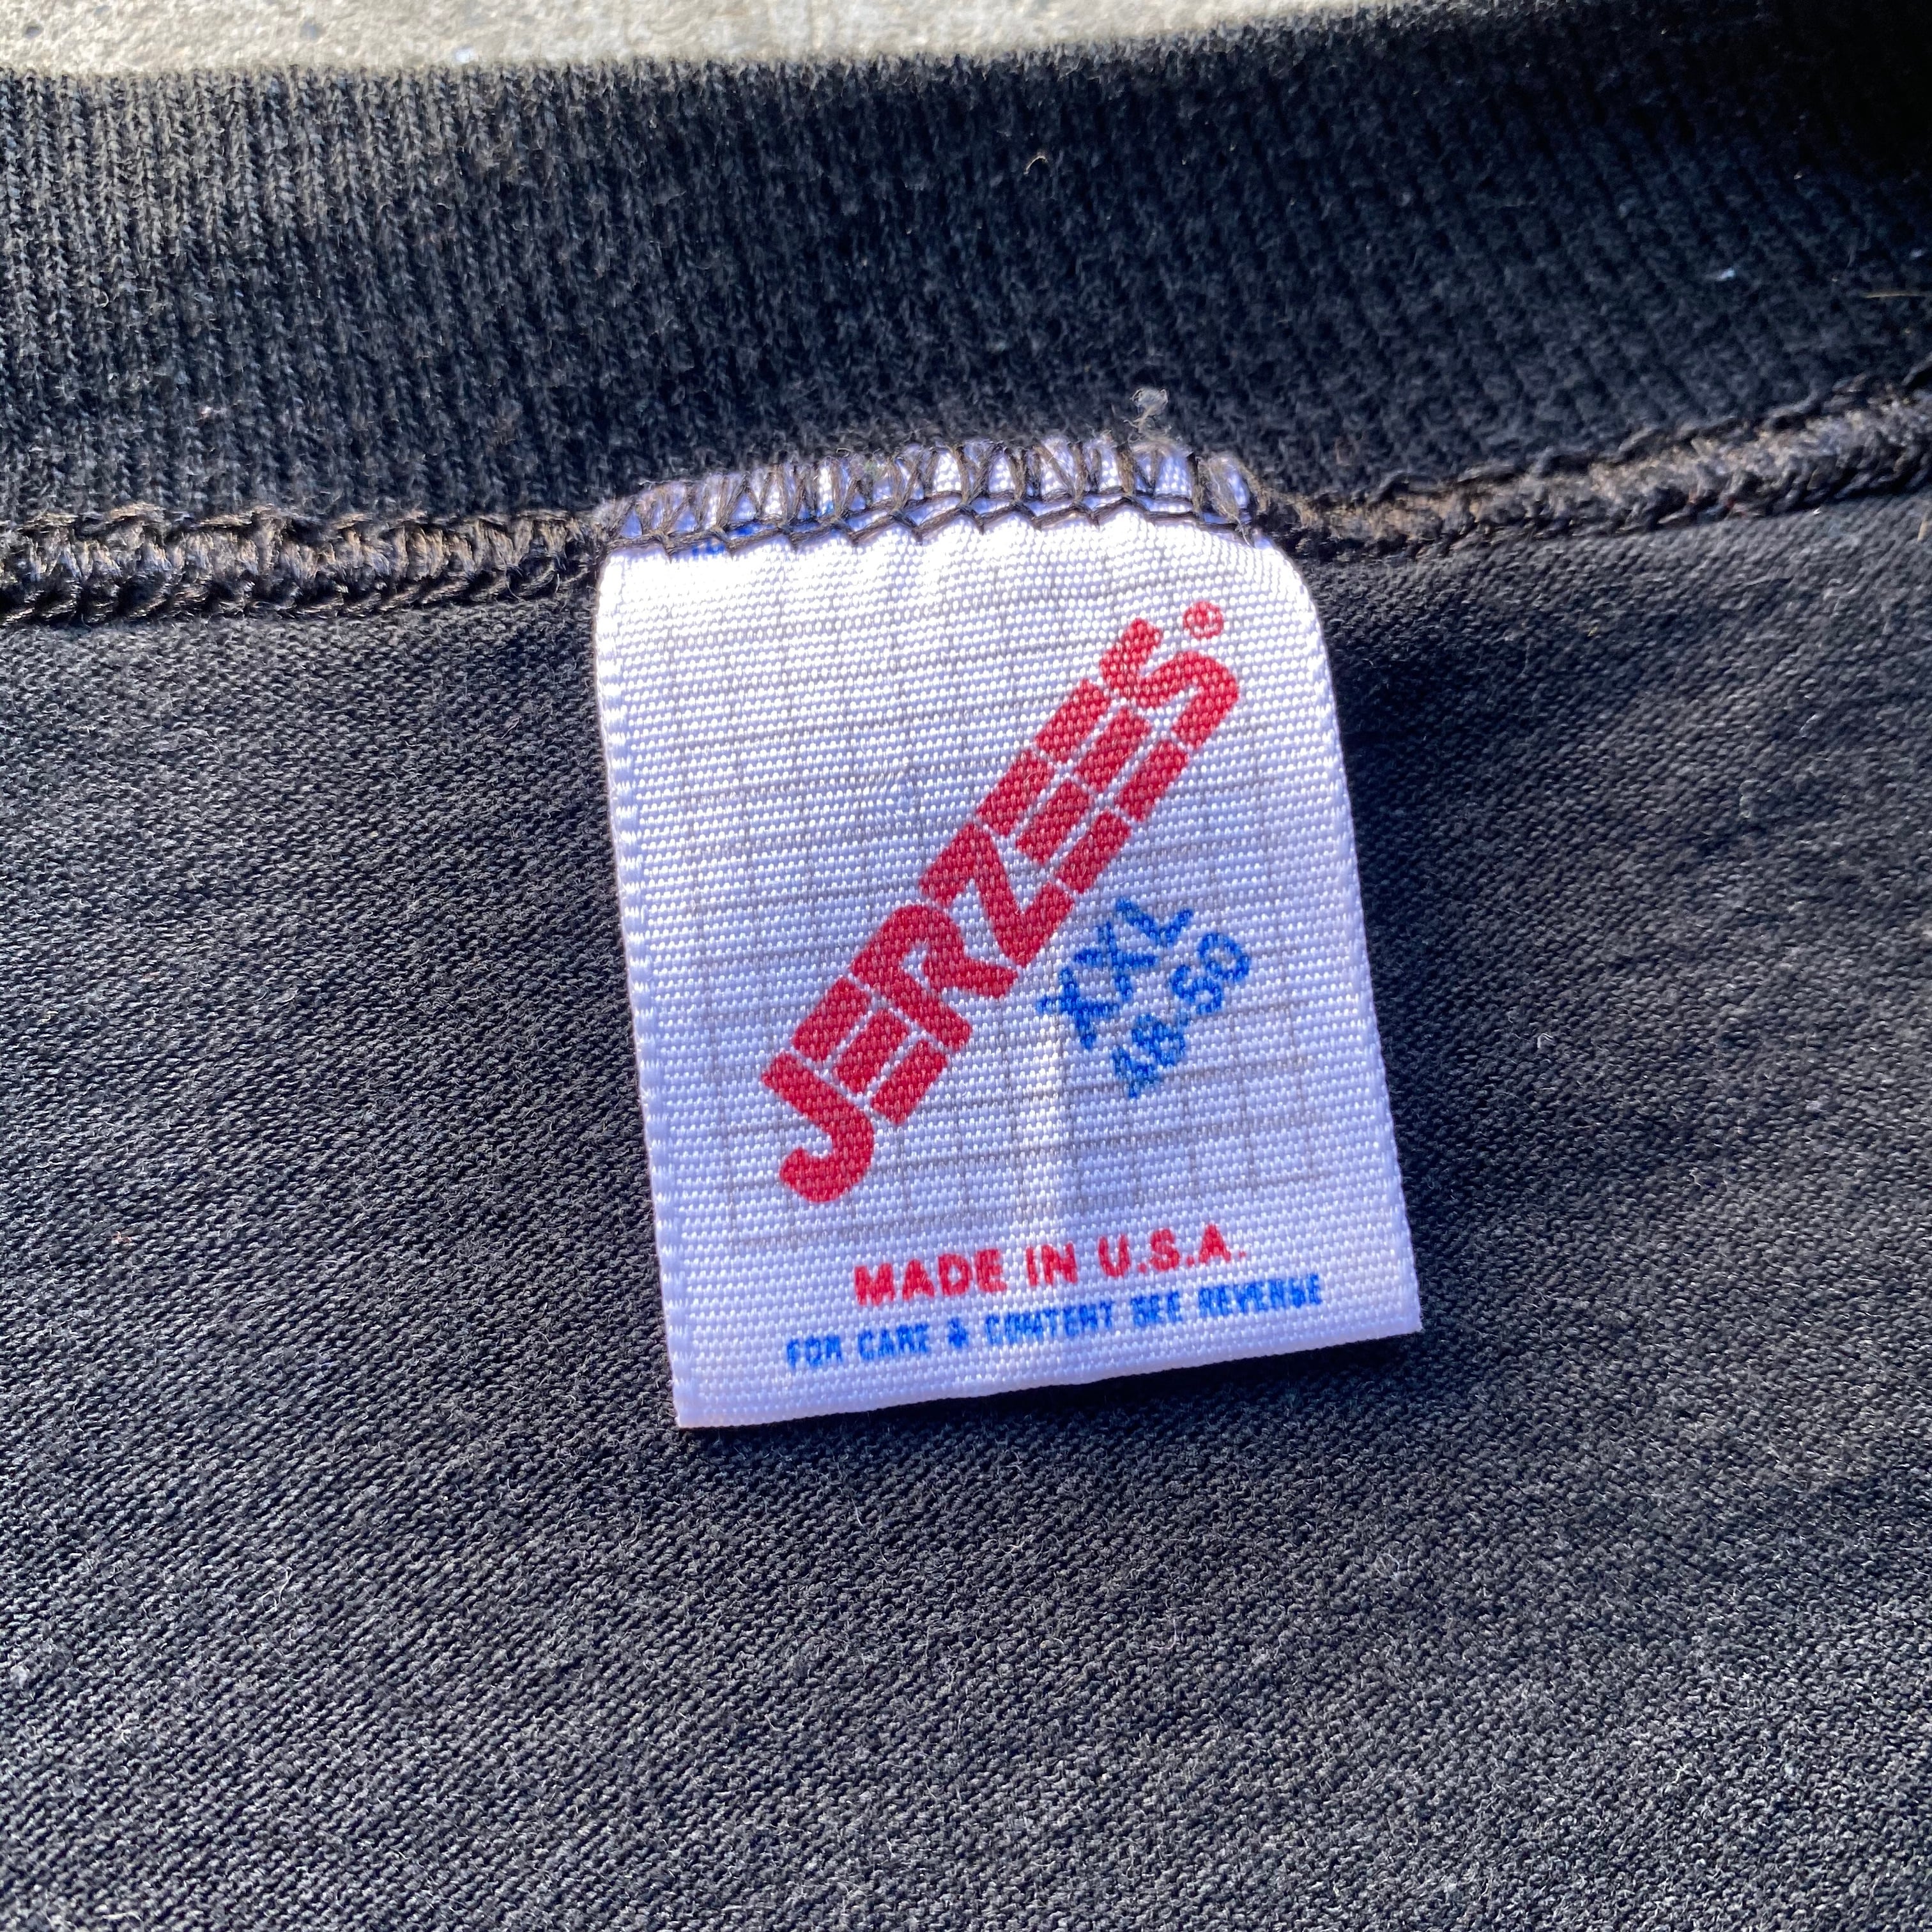 JERZEES®
XXL
48-50
MADE IN U.S.A.
FOR CARE & CONTENT SEE REVERSE